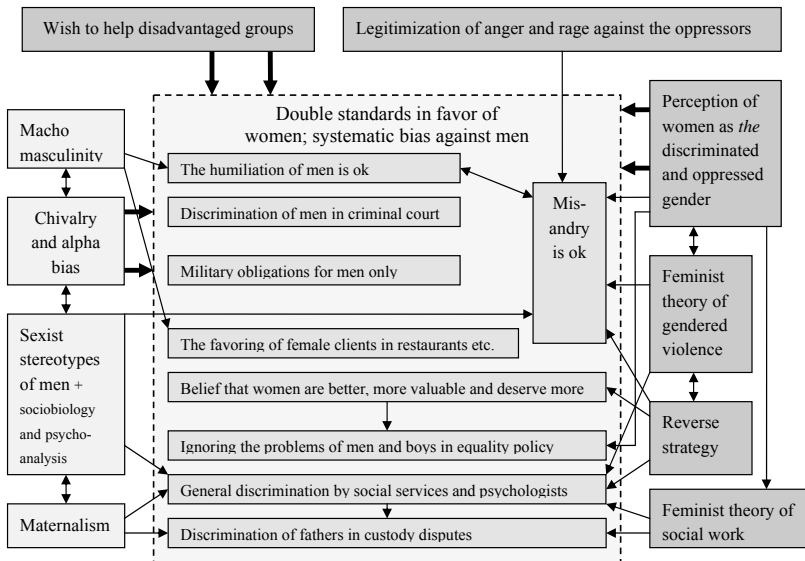 Wish to help disadvantaged groups
Legitimization of anger and rage against the oppressors
Double standards in favor of
women; systematic bias against men
Macho
masculinity
Chivalry
and alpha
bias
Sexist
stereotypes
of men +
sociobiology
and psycho-
analysis
Maternalism
The humiliation of men is ok
Discrimination of men in criminal court
Military obligations for men only
The favoring of female clients in restaurants etc.
Belief that women are better, more valuable and deserve more
Ignoring the problems of men and boys in equality policy
General discrimination by social services and psychologists
Discrimination of fathers in custody disputes
Mis-
andry
is ok
Perception of
women as the
discriminated
and oppressed
gender
Feminist
theory of
gendered
violence
Reverse
strategy
Feminist theory of
social work